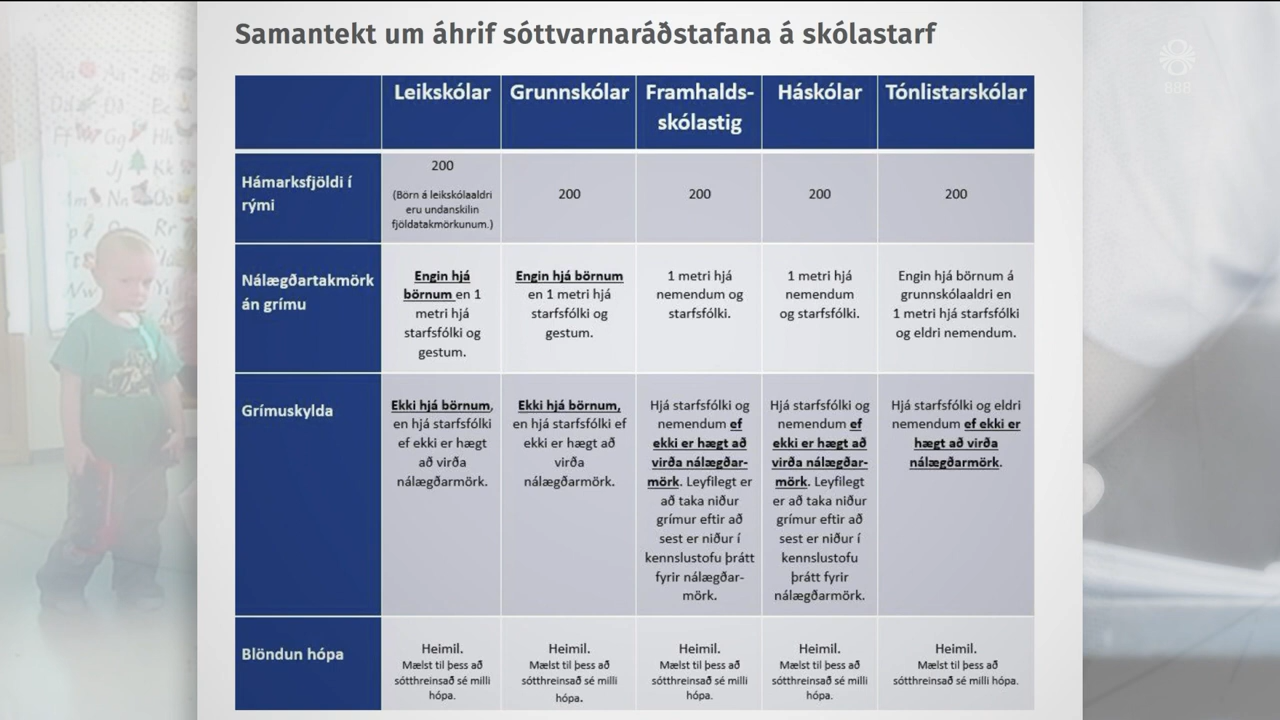 Samantekt um áhrif sóttvarnaráðstafana á skólastarf
888
Leikskólar
Grunnskólar
Framhalds-
skólastig
Háskólar
Tónlistarskólar
Hámarksfjöldi í
rými
200
(Börn á leikskólaaldri
eru undanskilin
fjöldatakmörkunum.)
200
200
200
200
Nálægðartakmörk
án grímu
Engin hjá
börnum en 1
metri hjá
starfsfólki og
gestum.
Engin hjá börnum
en 1 metri hjá
starfsfólki og
gestum.
1 metri hjá
nemendum og
starfsfólki.
1 metri hjá
nemendum
og starfsfólki.
Engin hjá börnum á
grunnskólaaldri en
1 metri hjá starfsfólki
og eldri nemendum.
Grímuskylda
Ekki hjá börnum,
en hjá starfsfólki
ef ekki er hægt
að virða
nálægðarmörk.
Ekki hjá börnum,
en hjá starfsfólki ef
ekki er hægt að
virða
nálægðarmörk.
Hjá starfsfólki og
nemendum ef
ekki er hægt að
virða nálægðar-
mörk. Leyfilegt er
að taka niður
grímur eftir að
sest er niður í
kennslustofu þrátt
fyrir nálægðar-
mörk.
Hjá starfsfólki og
nemendum ef
ekki er hægt að
virða nálægðar-
mörk. Leyfilegt
er að taka niður
grímur eftir að
sest er niður í
kennslustofu
þrátt fyrir
nálægðarmörk.
Hjá starfsfólki og eldri
nemendum ef ekki er
hægt að virða
nálægðarmörk.
Blöndun hópa
Heimil.
Mælst til þess að
sótthreinsað sé milli
hópa.
Heimil.
Mælst til þess að
sótthreinsað sé milli
hópa.
Heimil.
Mælst til þess að
sótthreinsað sé milli
hópa.
Heimil.
Mælst til þess að
sótthreinsað sé milli
hópa.
Heimil.
Mælst til þess að
sótthreinsað sé milli hópa.